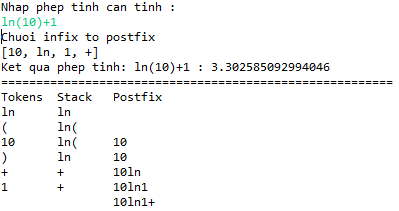 Nhap phep tinh can tinh :
ln(10)+1
Chuoi infix to postfix
[10, ln, 1, +]
Ket qua phep tinh: ln(10)+1 : 3.302585092994046
========================================================
Tokens  Stack   Postfix
ln      ln
(       ln(
10      ln(     10
)       ln      10
+       +       10ln
1       +       10ln1
                10ln1+